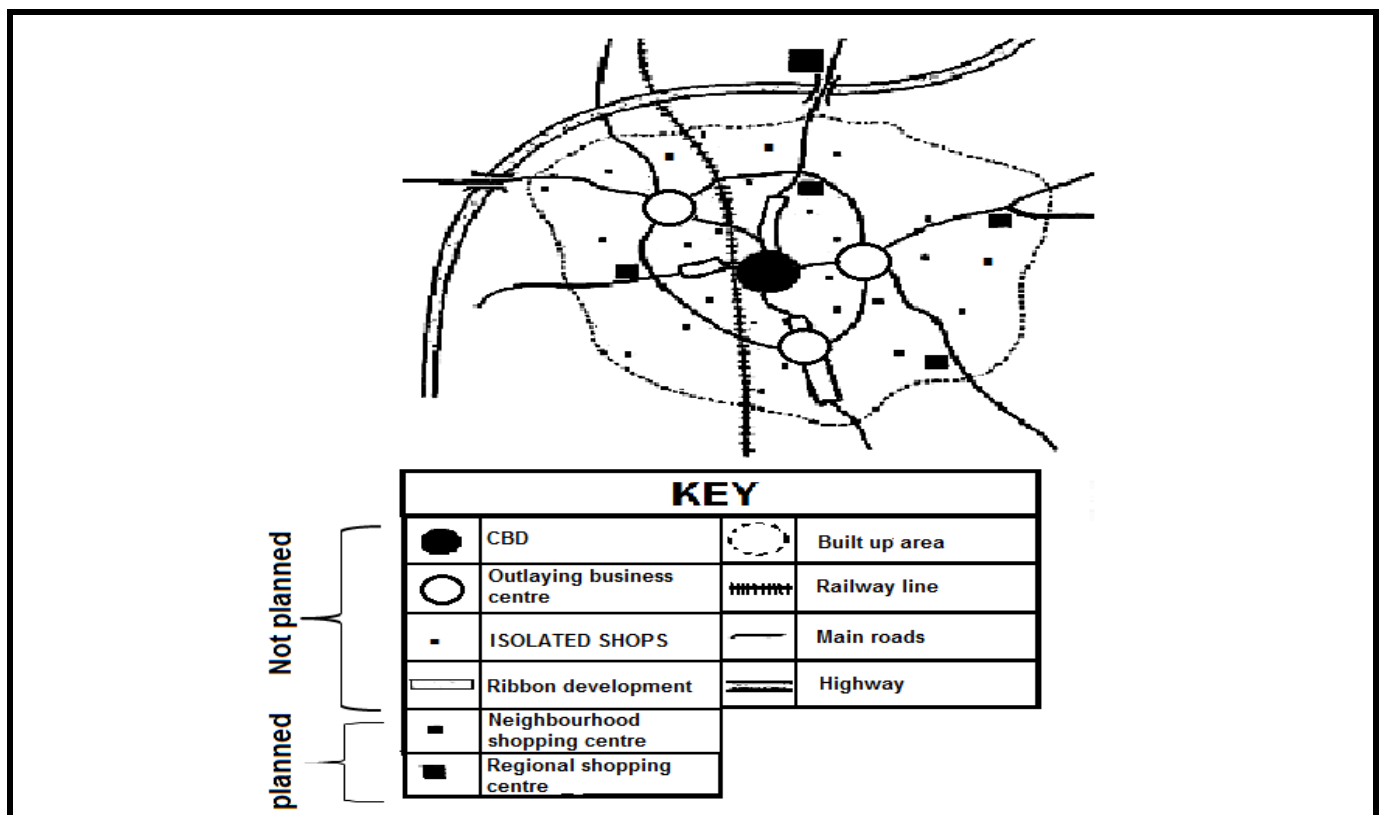 KEY
Not planned
CBD
Built up area
Outlaying business
centre
Railway line
ISOLATED SHOPS
Main roads
Ribbon development
Highway
planned
Neighbourhood
shopping centre
Regional shopping
centre